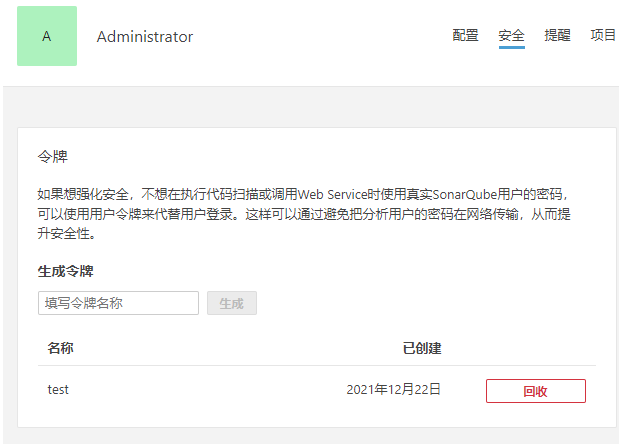 A
Administrator
配置 安全 提醒 项目
令牌
如果想强化安全，不想在执行代码扫描或调用Web Service时使用真实SonarQube用户的密码，
可以使用用户令牌来代替用户登录。这样可以通过避免把分析用户的密码在网络传输，从而提
升安全性。
生成令牌
填写令牌名称 生成
名称 已创建
test 2021年12月22日 回收